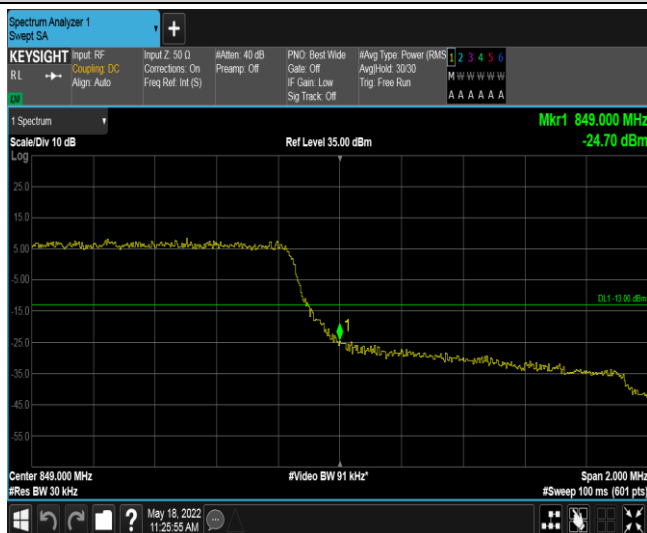 Spectrum Analyzer 1
Swept SA
KEYSIGHT
RL
Input: RF
Coupling: DC
Align: Auto
Input Z: 50 Ω
Corrections: On
Freq Ref: Int (S)
#Atten: 40 dB
Preamp: Off
PNO: Best Wide
Gate: Off
IF Gain: Low
Sig Track: Off
#Avg Type: Power (RMS
Avg|Hold: 30/30
Trig: Free Run
1 2 3 4 5 6
M W W W W W
A A A A A A
1 Spectrum
Scale/Div 10 dB
Ref Level 35.00 dBm
Mkr1 849.000 MHz
-24.70 dBm
Log
25.0
15.0
5.00
-5.00
-15.0
-25.0
-35.0
-45.0
-55.0
DL1 -13.00 dBm
1
Center 849.000 MHz
#Video BW 91 kHz*
Span 2.000 MHz
#Res BW 30 kHz
#Sweep 100 ms (601 pts)
May 18, 2022
11:25:55 AM
?